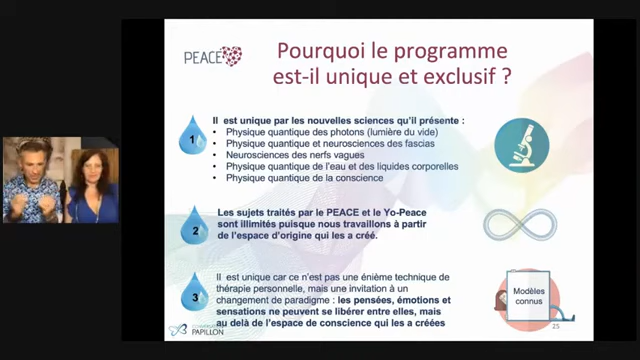 PEACE
Pourquoi le programme
est-il unique et exclusif ?
1
Il est unique par les nouvelles sciences qu'il présente :
• Physique quantique des photons (lumière du vide)
• Physique quantique et neurosciences des fascias
• Neurosciences des nerfs vagues
• Physique quantique de l'eau et des liquides corporelles
• Physique quantique de la conscience
2
Les sujets traités par le PEACE et le Yo-Peace
sont illimités puisque nous travaillons à partir
de l'espace d'origine qui les a créé.
3
Il est unique car ce n'est pas une énième technique de
thérapie personnelle, mais une invitation à un
changement de paradigme : les pensées, émotions et
sensations ne peuvent se libérer entre elles, mais
au delà de l'espace de conscience qui les a créées
Modèles
connus
PAPILLON
25